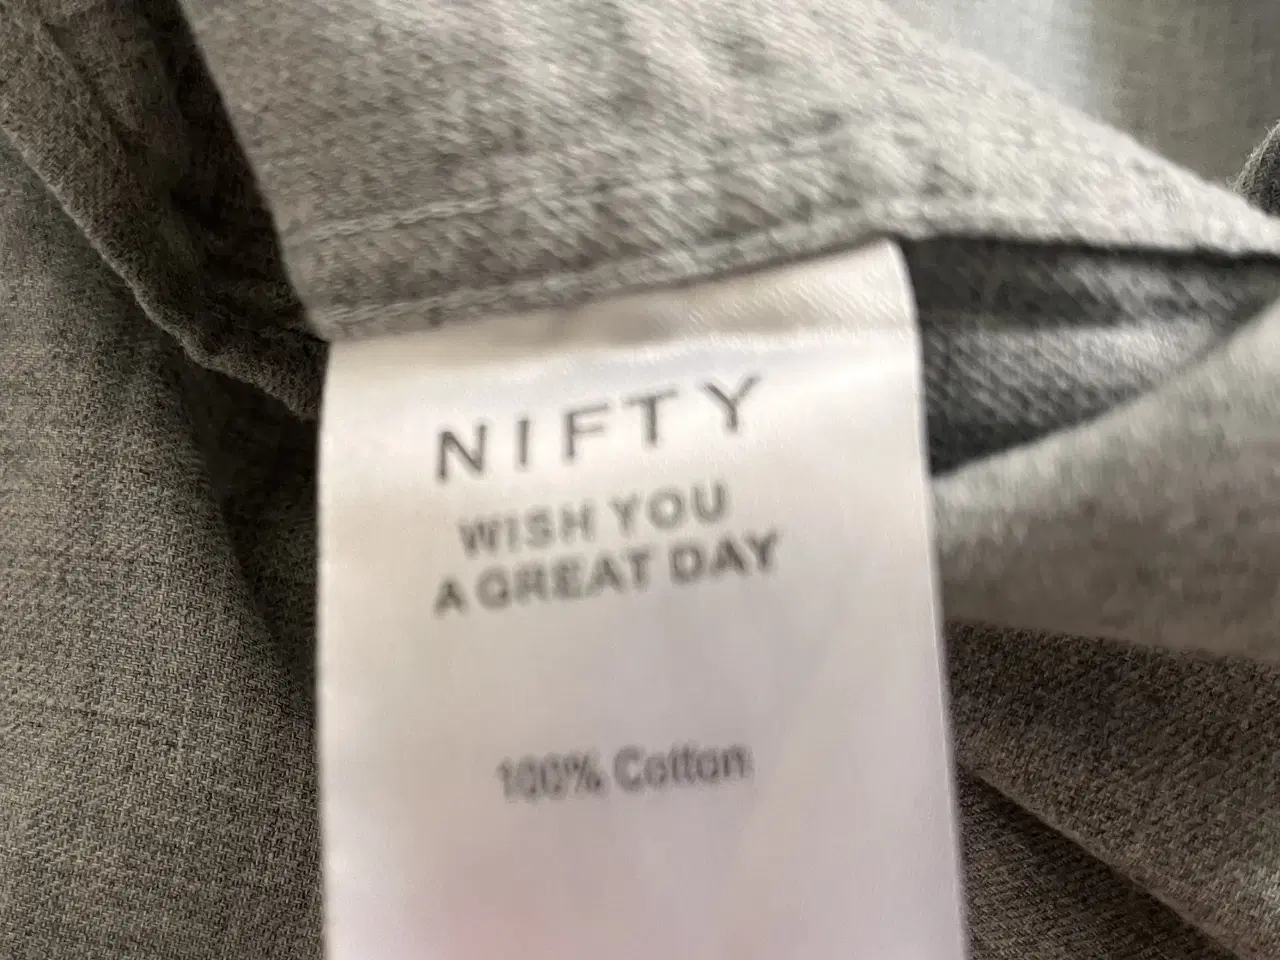 NIFTY
WISH YOU
A GREAT DAY
100% Cotton